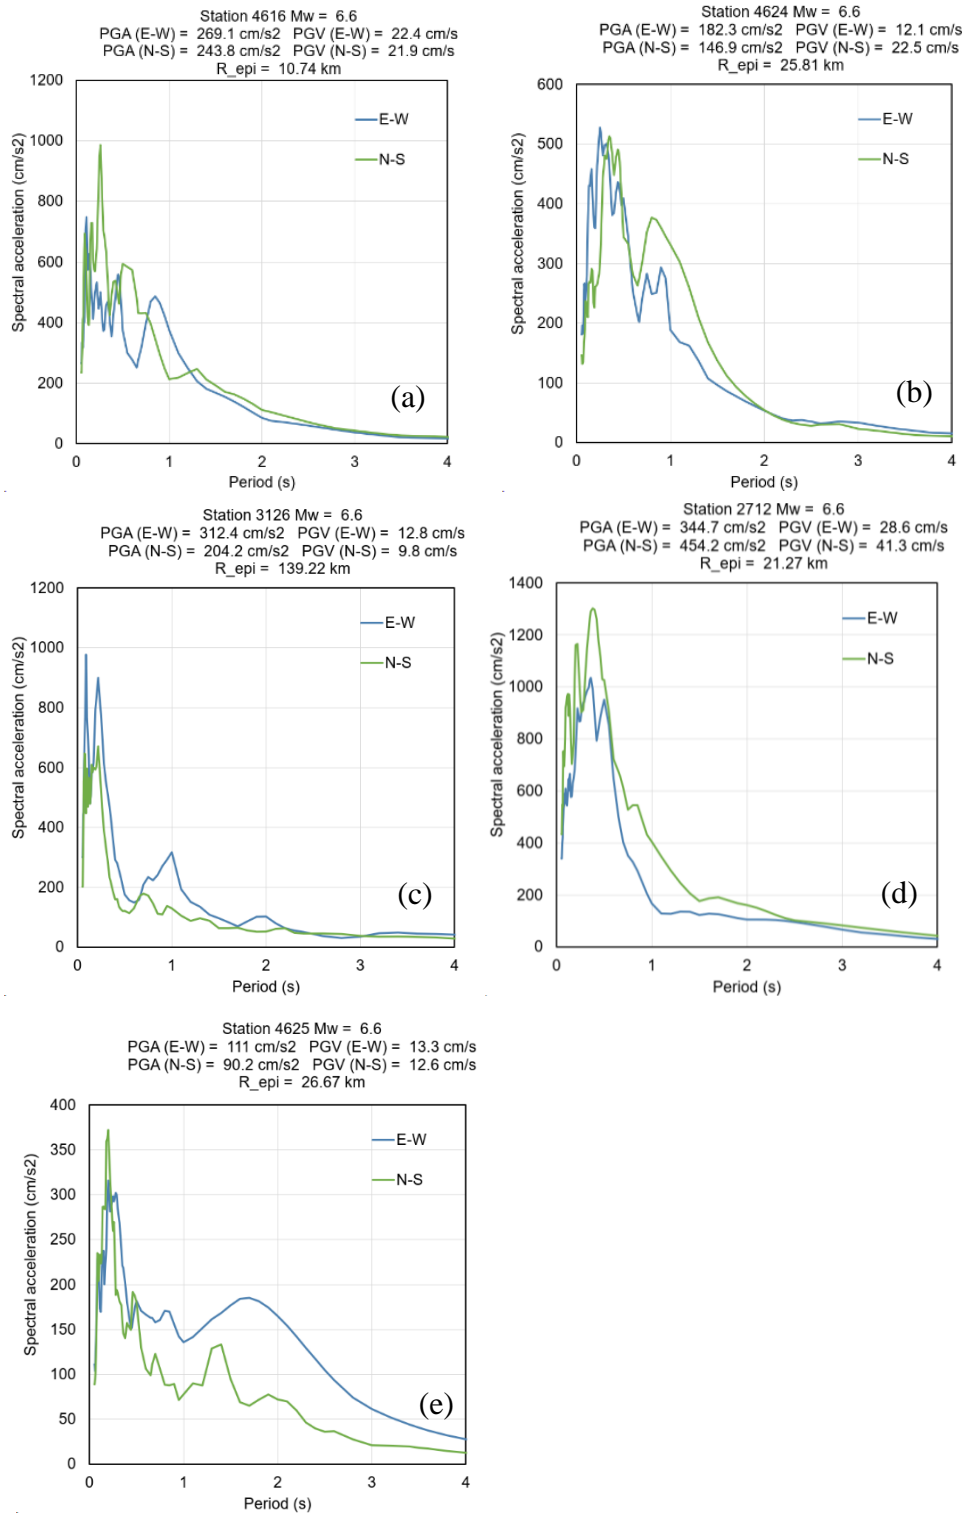 Station 4616 Mw = 6.6
PGA (E-W) = 269.1 cm/s2 PGV (E-W) = 22.4 cm/s
PGA (N-S) = 243.8 cm/s2 PGV (N-S) = 21.9 cm/s
R_epi = 10.74 km
1200
1000
800
600
400
200
0
Spectral acceleration (cm/s2)
E-W
N-S
(a)
0 1 2 3 4
Period (s)
Station 4624 Mw = 6.6
PGA (E-W) = 182.3 cm/s2 PGV (E-W) = 12.1 cm/s
PGA (N-S) = 146.9 cm/s2 PGV (N-S) = 22.5 cm/s
R_epi = 25.81 km
600
500
400
300
200
100
0
Spectral acceleration (cm/s2)
E-W
N-S
(b)
0 1 2 3 4
Period (s)
Station 3126 Mw = 6.6
PGA (E-W) = 312.4 cm/s2 PGV (E-W) = 12.8 cm/s
PGA (N-S) = 204.2 cm/s2 PGV (N-S) = 9.8 cm/s
R_epi = 139.22 km
1200
1000
800
600
400
200
0
Spectral acceleration (cm/s2)
E-W
N-S
(c)
0 1 2 3 4
Period (s)
Station 2712 Mw = 6.6
PGA (E-W) = 344.7 cm/s2 PGV (E-W) = 28.6 cm/s
PGA (N-S) = 454.2 cm/s2 PGV (N-S) = 41.3 cm/s
R_epi = 21.27 km
1400
1200
1000
800
600
400
200
0
Spectral acceleration (cm/s2)
E-W
N-S
(d)
0 1 2 3 4
Period (s)
Station 4625 Mw = 6.6
PGA (E-W) = 111 cm/s2 PGV (E-W) = 13.3 cm/s
PGA (N-S) = 90.2 cm/s2 PGV (N-S) = 12.6 cm/s
R_epi = 26.67 km
400
350
300
250
200
150
100
50
0
Spectral acceleration (cm/s2)
E-W
N-S
(e)
0 1 2 3 4
Period (s)